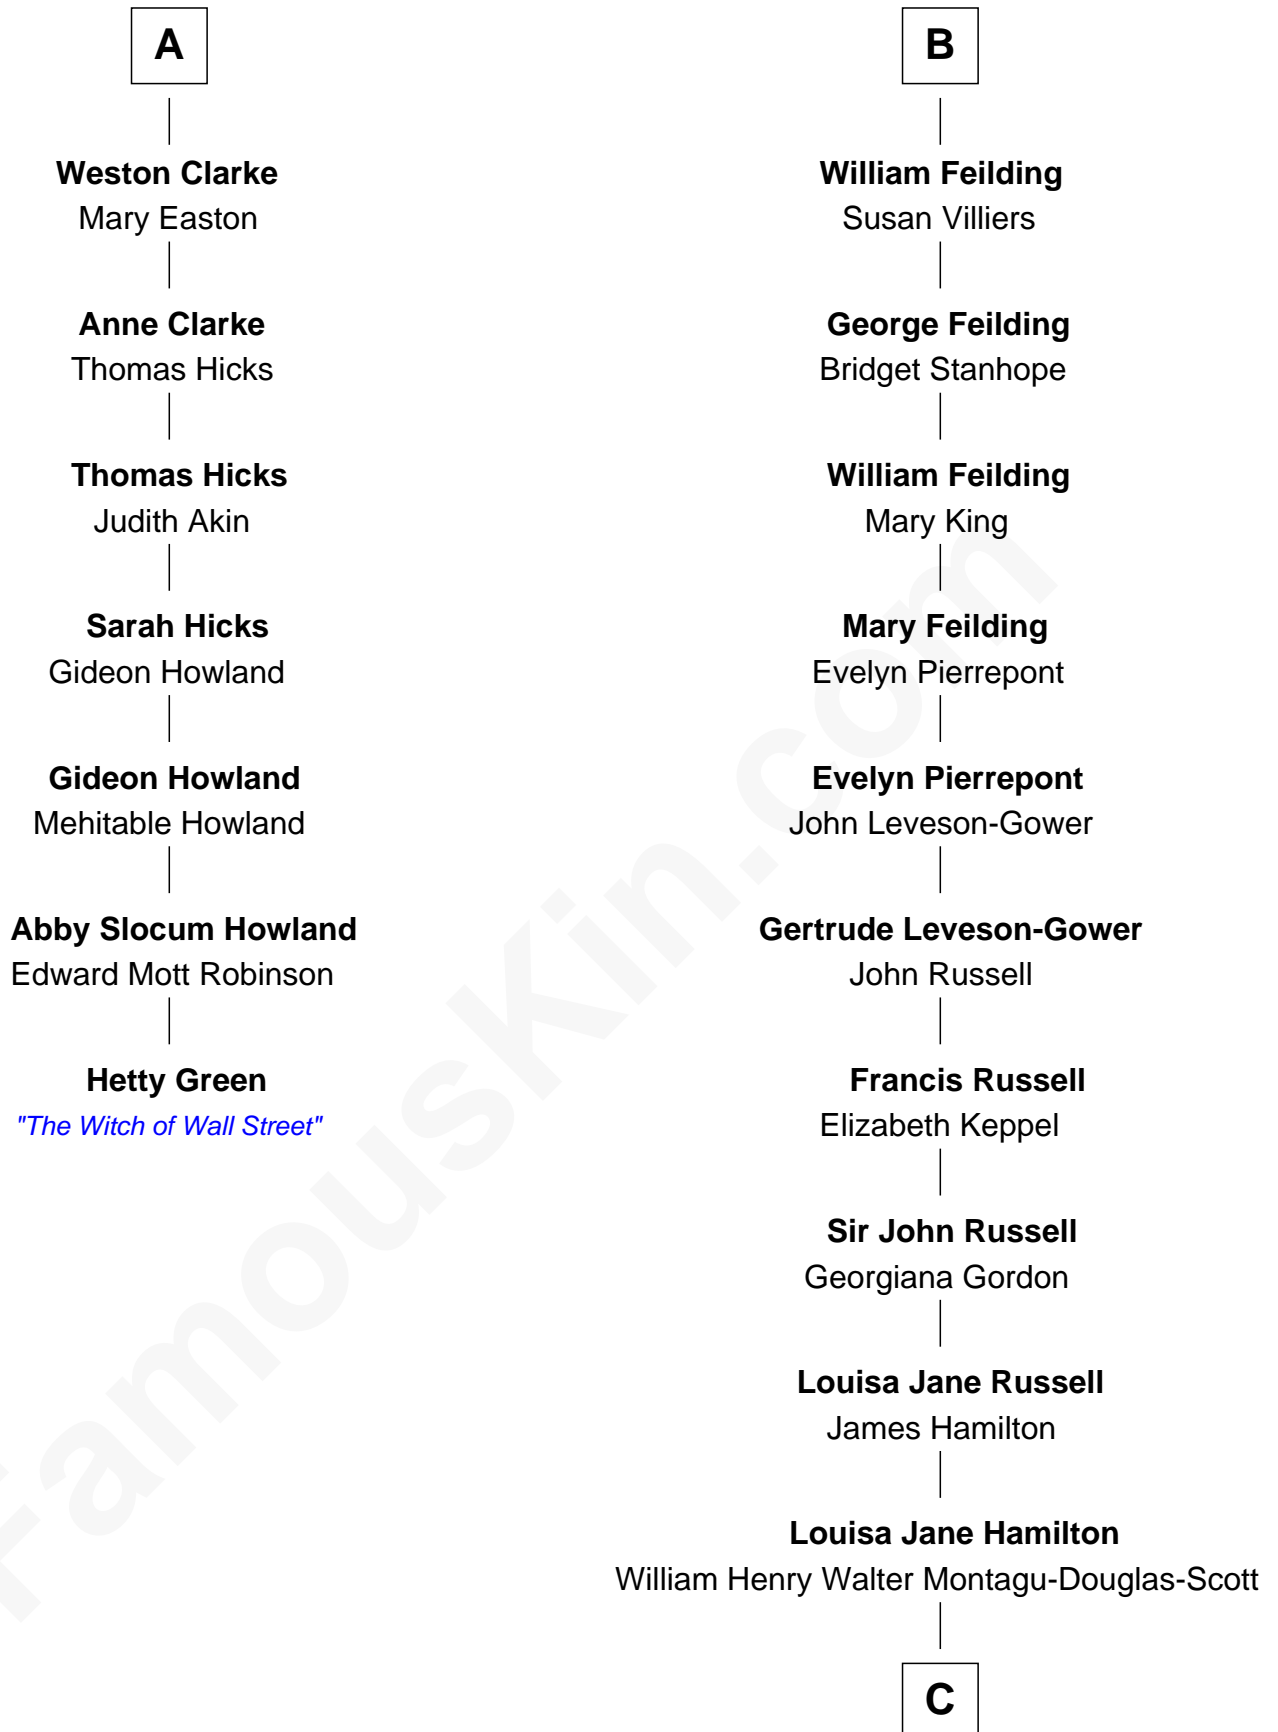 A
Weston Clarke
Mary Easton
Anne Clarke
Thomas Hicks
Thomas Hicks
Judith Akin
Sarah Hicks
Gideon Howland
Gideon Howland
Mehitable Howland
Abby Slocum Howland
Edward Mott Robinson
Hetty Green
"The Witch of Wall Street"
B
William Feilding
Susan Villiers
George Feilding
Bridget Stanhope
William Feilding
Mary King
Mary Feilding
Evelyn Pierrepont
Evelyn Pierrepont
John Leveson-Gower
Gertrude Leveson-Gower
John Russell
Francis Russell
Elizabeth Keppel
Sir John Russell
Georgiana Gordon
Louisa Jane Russell
James Hamilton
Louisa Jane Hamilton
William Henry Walter Montagu-Douglas-Scott
C
FamousKin.com